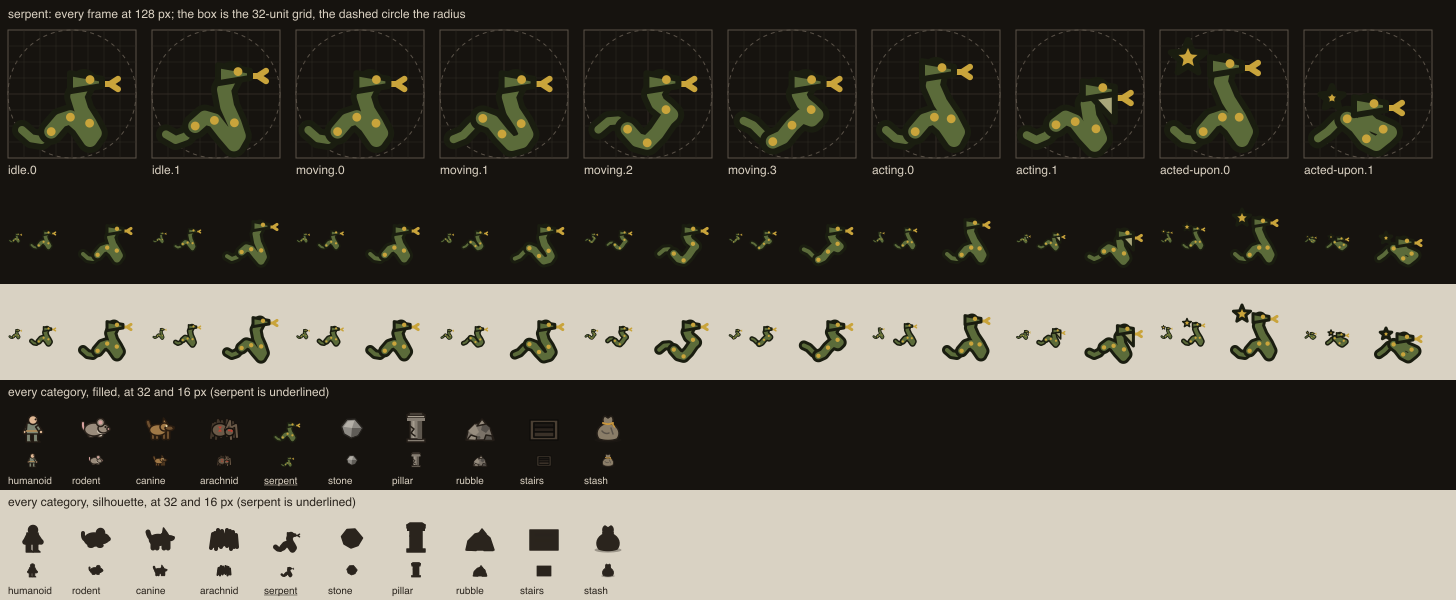 serpent: every frame at 128 px; the box is the 32-unit grid, the dashed circle the radius
idle.0 idle.1 moving.0 moving.1 moving.2 moving.3 acting.0 acting.1 acted-upon.0 acted-upon.1
every category, filled, at 32 and 16 px (serpent is underlined)
humanoid rodent canine arachnid serpent stone pillar rubble stairs stash
every category, silhouette, at 32 and 16 px (serpent is underlined)
humanoid rodent canine arachnid serpent stone pillar rubble stairs stash